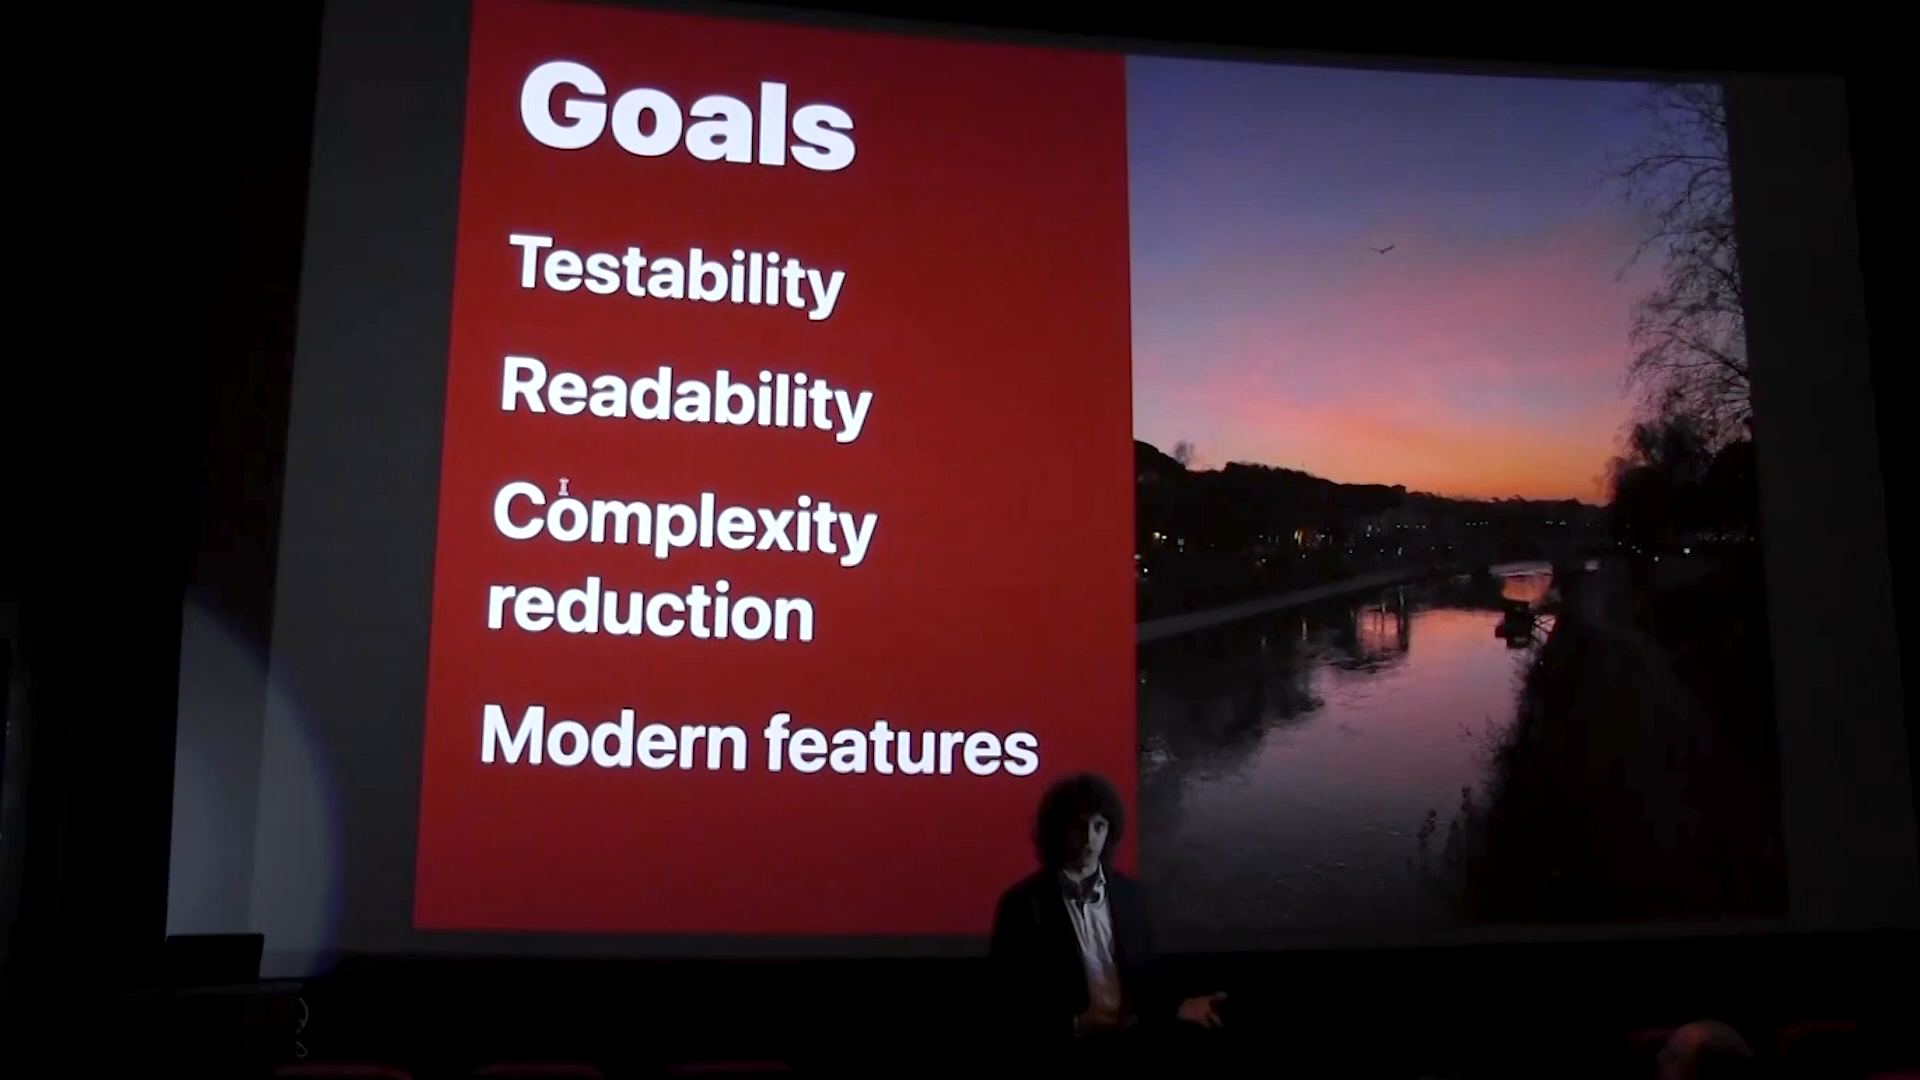 Goals
Testability
Readability
Complexity
reduction
Modern features